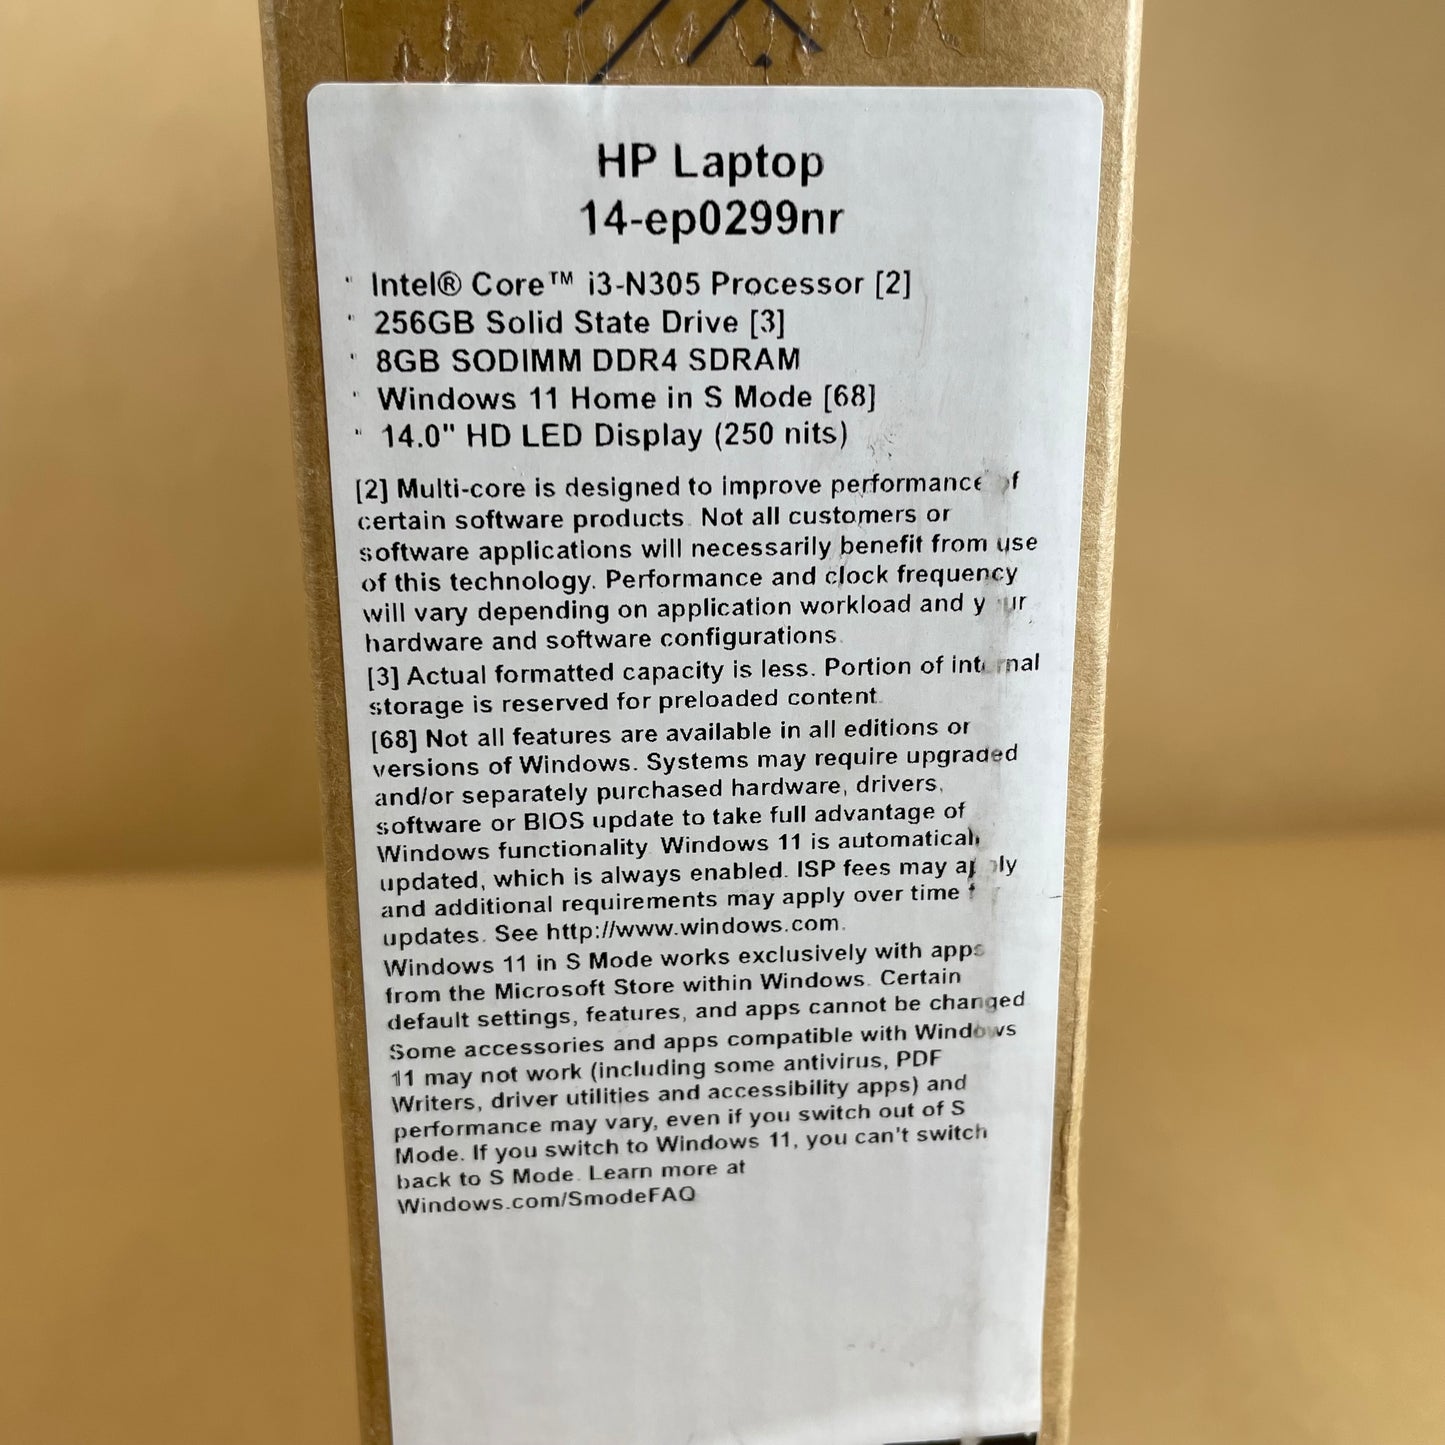 HP Laptop
14-ep0299nr
Intel® Core™ i3-N305 Processor [2]
256GB Solid State Drive [3]
8GB SODIMM DDR4 SDRAM
Windows 11 Home in S Mode [68]
14.0" HD LED Display (250 nits)
[2] Multi-core is designed to improve performance of
certain software products. Not all customers or
software applications will necessarily benefit from use
of this technology. Performance and clock frequency
will vary depending on application workload and your
hardware and software configurations.
[3] Actual formatted capacity is less. Portion of internal
storage is reserved for preloaded content.
[68] Not all features are available in all editions or
versions of Windows. Systems may require upgraded
and/or separately purchased hardware, drivers,
software or BIOS update to take full advantage of
Windows functionality. Windows 11 is automatically
updated, which is always enabled. ISP fees may apply
and additional requirements may apply over time
updates. See http://www.windows.com.
Windows 11 in S Mode works exclusively with apps
from the Microsoft Store within Windows. Certain
default settings, features, and apps cannot be changed
Some accessories and apps compatible with Windows
11 may not work (including some antivirus, PDF
Writers, driver utilities and accessibility apps) and
performance may vary, even if you switch out of S
Mode. If you switch to Windows 11, you can't switch
back to S Mode. Learn more at
Windows.com/SmodeFAQ